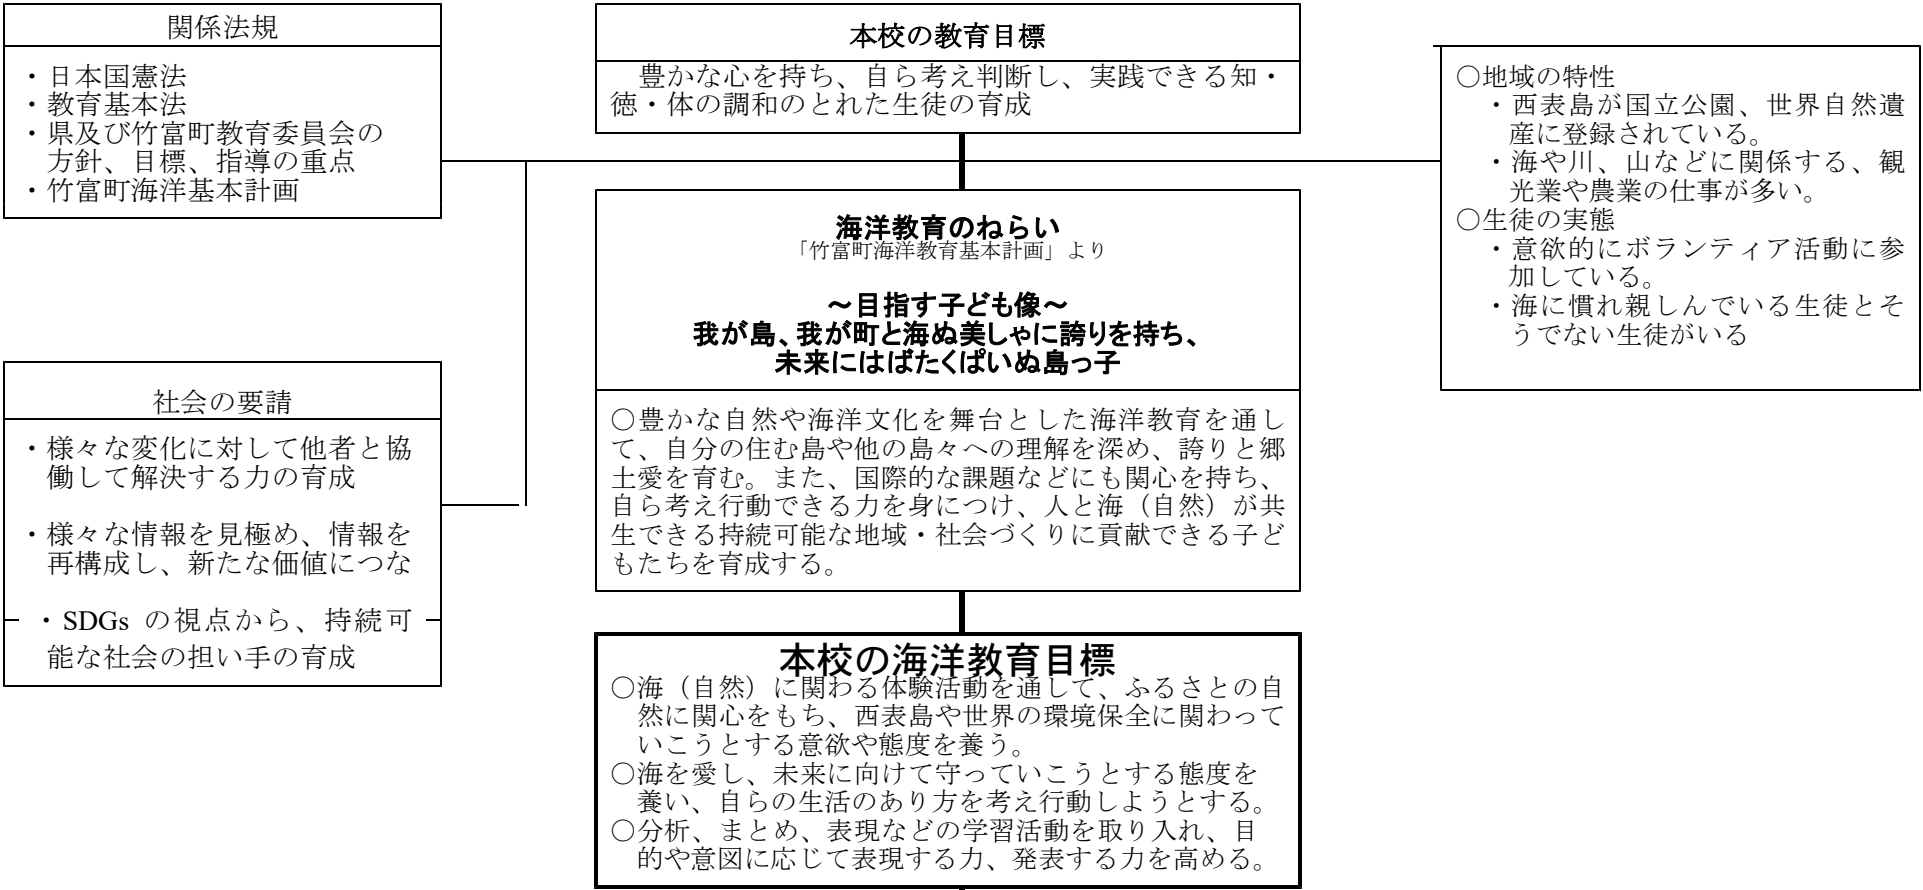 関係法規
・日本国憲法
・教育基本法
・県及び竹富町教育委員会の
方針、目標、指導の重点
・竹富町海洋基本計画
社会の要請
・様々な変化に対して他者と協
働して解決する力の育成
・様々な情報を見極め、情報を
再構成し、新たな価値につな
・SDGs の視点から、持続可
能な社会の担い手の育成
本校の教育目標
豊かな心を持ち、自ら考え判断し、実践できる知・
徳・体の調和のとれた生徒の育成
海洋教育のねらい
「竹富町海洋教育基本計画」より
～目指す子ども像～
我が島、我が町と海ぬ美しゃに誇りを持ち、
未来にはばたくぱいぬ島っ子
○豊かな自然や海洋文化を舞台とした海洋教育を通し
て、自分の住む島や他の島々への理解を深め、誇りと郷
土愛を育む。また、国際的な課題などにも関心を持ち、
自ら考え行動できる力を身につけ、人と海（自然）が共
生できる持続可能な地域・社会づくりに貢献できる子ど
もたちを育成する。
本校の海洋教育目標
○海（自然）に関わる体験活動を通して、ふるさとの自
然に関心をもち、西表島や世界の環境保全に関わって
いこうとする意欲や態度を養う。
○海を愛し、未来に向けて守っていこうとする態度を
養い、自らの生活のあり方を考え行動しようとする。
○分析、まとめ、表現などの学習活動を取り入れ、目
的や意図に応じて表現する力、発表する力を高める。
○地域の特性
・西表島が国立公園、世界自然遺
産に登録されている。
・海や川、山などに関係する、観
光業や農業の仕事が多い。
○生徒の実態
・意欲的にボランティア活動に参
加している。
・海に慣れ親しんでいる生徒とそ
うでない生徒がいる